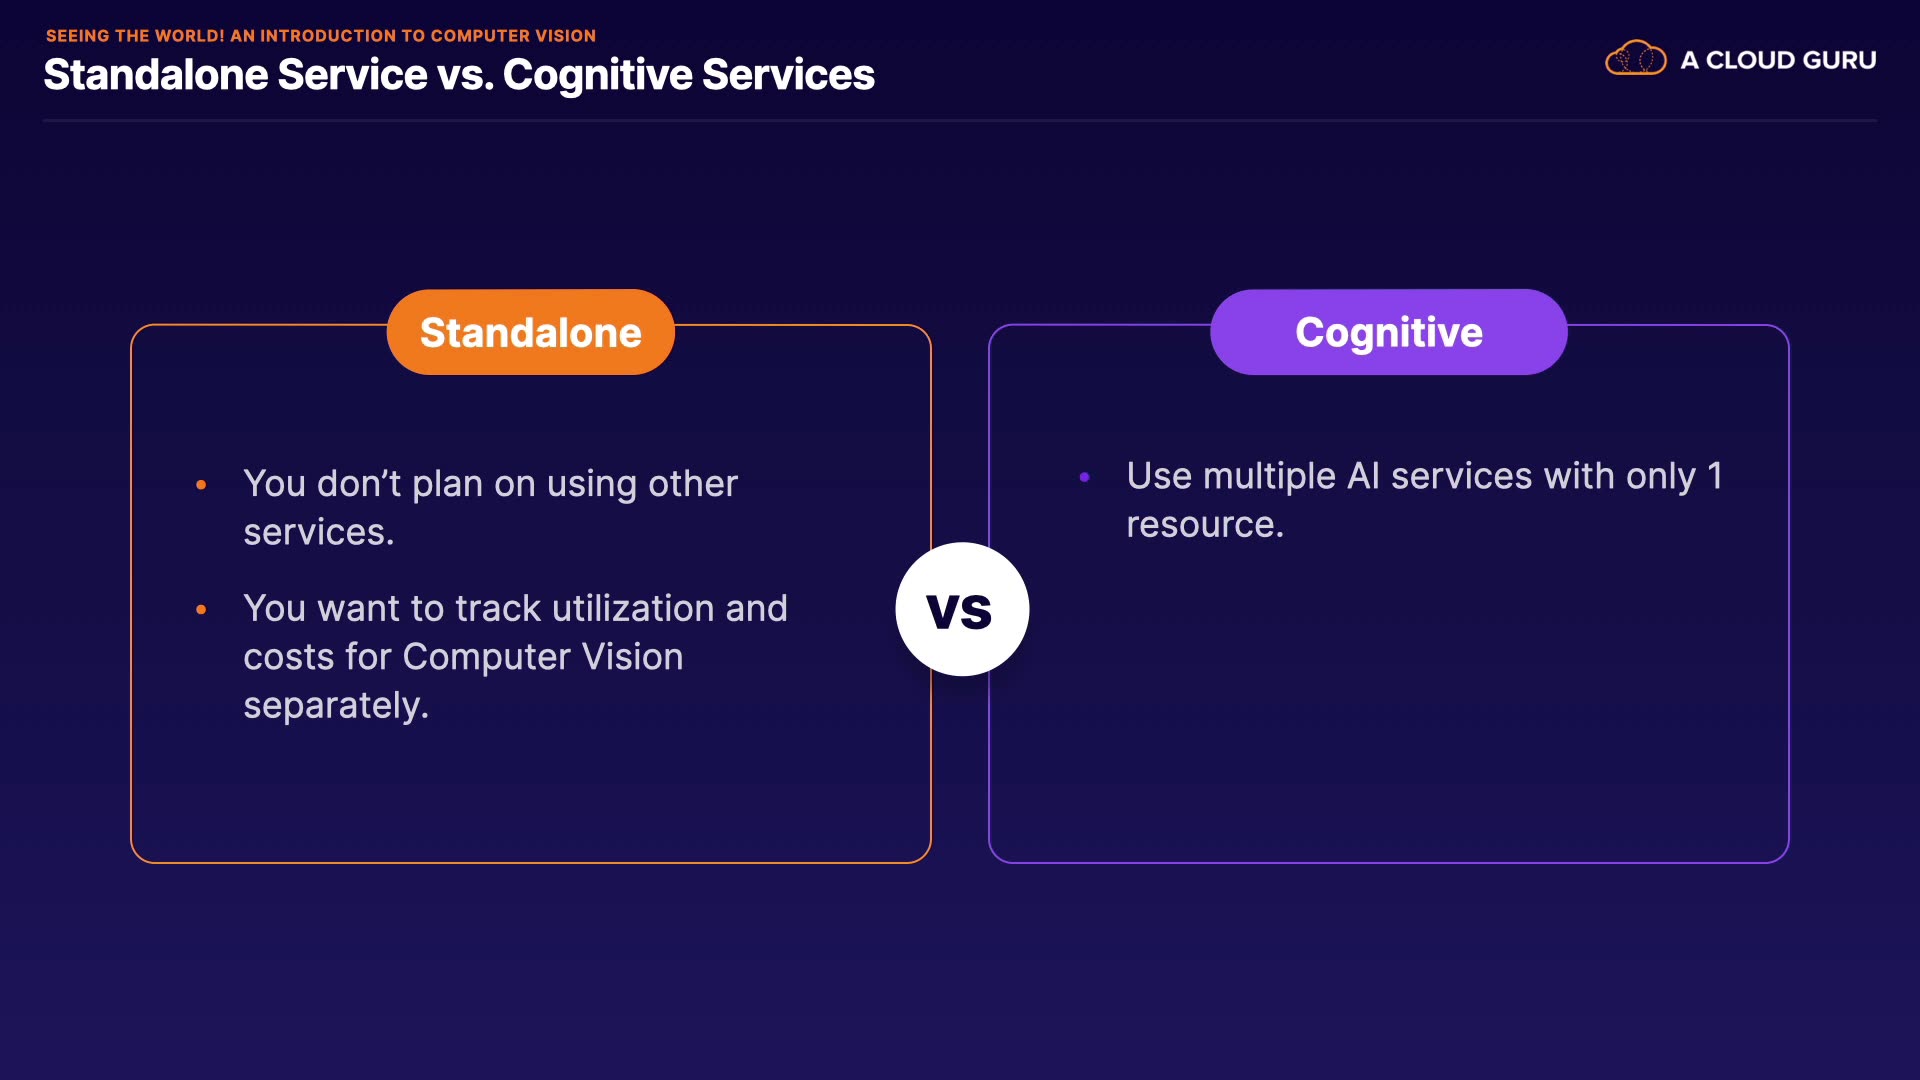 SEEING THE WORLD! AN INTRODUCTION TO COMPUTER VISION
Standalone Service vs. Cognitive Services
A CLOUD GURU
Standalone
• You don’t plan on using other
services.
• You want to track utilization and
costs for Computer Vision
separately.
vs
Cognitive
• Use multiple AI services with only 1
resource.